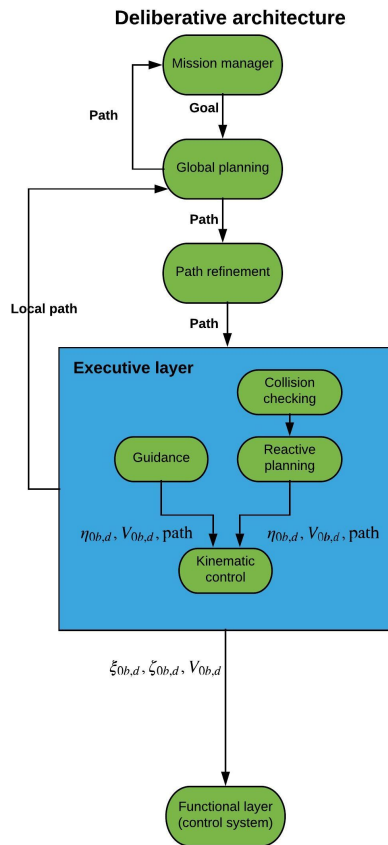 Deliberative architecture
Mission manager
Path
Goal
Global planning
Path
Path refinement
Local path
Path
Executive layer
Collision
checking
Guidance
Reactive
planning
η0b,d, V0b,d, path
η0b,d, V0b,d, path
Kinematic
control
ξ0b,d, ζ0b,d, V0b,d
Functional layer
(control system)